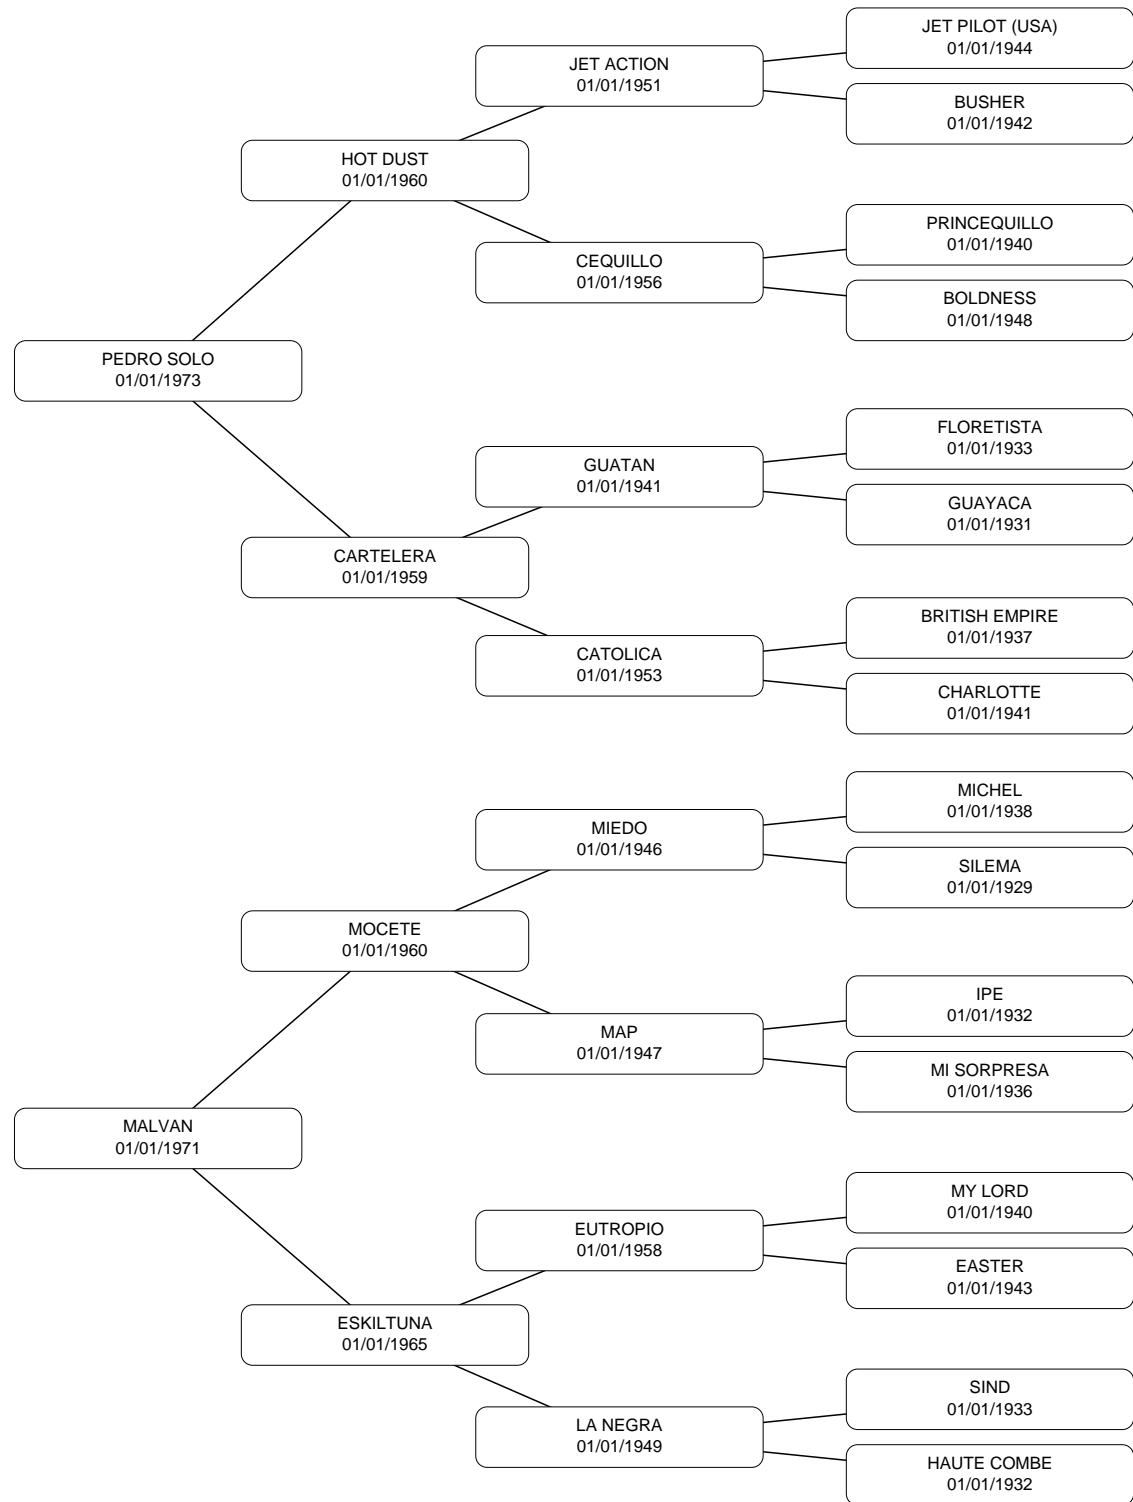 JET PILOT (USA)
01/01/1944
JET ACTION
01/01/1951
BUSHER
01/01/1942
HOT DUST
01/01/1960
PRINCEQUILLO
01/01/1940
CEQUILLO
01/01/1956
BOLDNESS
01/01/1948
PEDRO SOLO
01/01/1973
FLORETISTA
01/01/1933
GUATAN
01/01/1941
GUAYACA
01/01/1931
CARTELERA
01/01/1959
BRITISH EMPIRE
01/01/1937
CATOLICA
01/01/1953
CHARLOTTE
01/01/1941
MICHEL
01/01/1938
MIEDO
01/01/1946
SILEMA
01/01/1929
MOCETE
01/01/1960
IPE
01/01/1932
MAP
01/01/1947
MI SORPRESA
01/01/1936
MALVAN
01/01/1971
MY LORD
01/01/1940
EUTROPIO
01/01/1958
EASTER
01/01/1943
ESKILTUNA
01/01/1965
SIND
01/01/1933
LA NEGRA
01/01/1949
HAUTE COMBE
01/01/1932